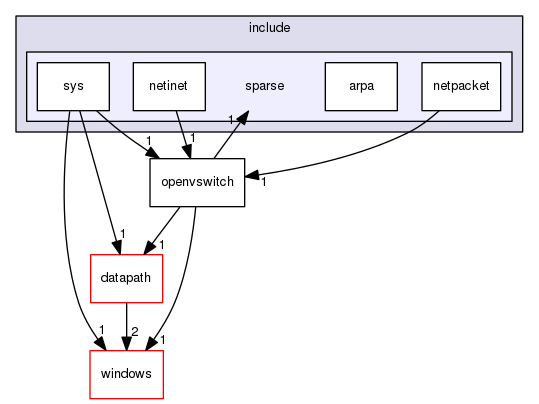 include
sys
netinet
sparse
arpa
netpacket
1
1
1
openvswitch
1
1
1
datapath
1
2
1
windows